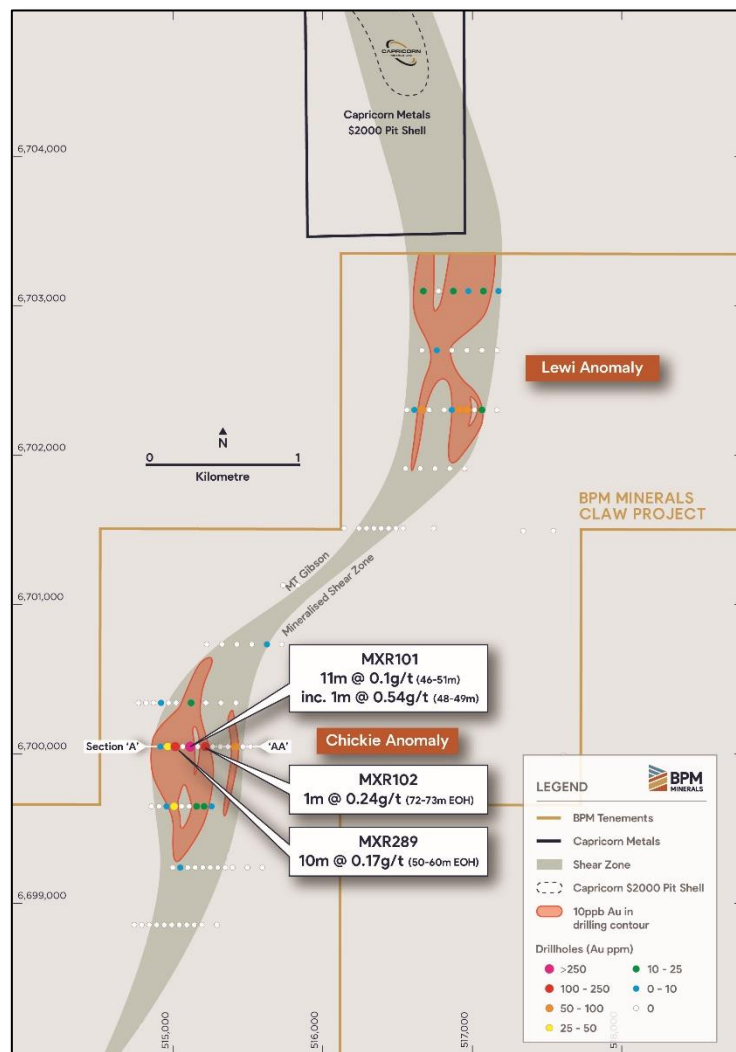 CAPRICORN
Capricorn Metals
$2000 Pit Shell
6,704,000
6,703,000
Lewi Anomaly
N
0
1
Kilometre
6,702,000
BPM MINERALS
CLAW PROJECT
MT Gibson
Mineralised Shear Zone
6,701,000
MXR101
11m @ 0.1g/t (46-51m)
inc. 1m @ 0.54g/t (48-49m)
6,700,000
Section 'A'
'AA'
Chickie Anomaly
MXR102
1m @ 0.24g/t (72-73m EOH)
MXR289
10m @ 0.17g/t (50-60m EOH)
6,699,000
515,000
516,000
517,000
LEGEND
BPM
MINERALS
BPM Tenements
Capricorn Metals
Shear Zone
Capricorn $2000 Pit Shell
10ppb Au in
drilling contour
Drillholes (Au ppm)
>250
10 - 25
100 - 250
0 - 10
50 - 100
0
25 - 50